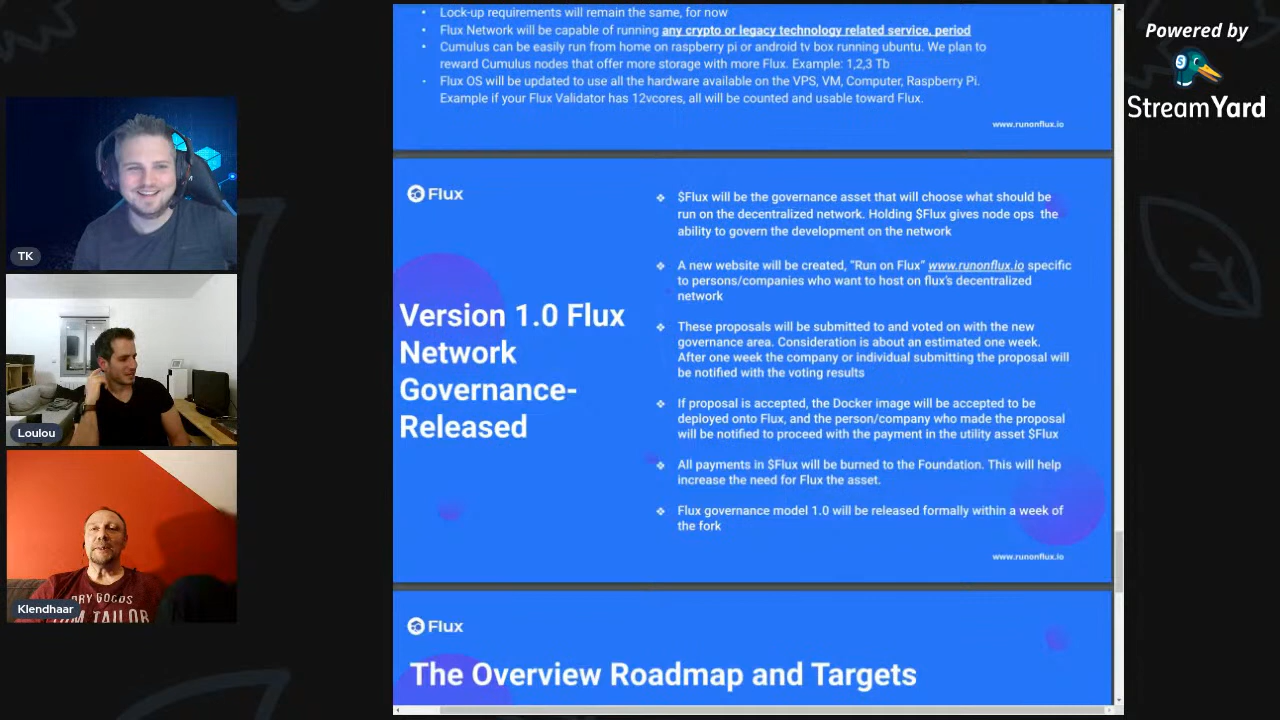 Lock-up requirements will remain the same, for now
Flux Network will be capable of running any crypto or legacy technology related service, period
Cumulus can be easily run from home on raspberry pi or android tv box running ubuntu. We plan to
reward Cumulus nodes that offer more storage with more Flux. Example: 1,2,3 Tb
Flux OS will be updated to use all the hardware available on the VPS, VM, Computer, Raspberry Pi.
Example if your Flux Validator has 12vcores, all will be counted and usable toward Flux.
www.runonflux.io
Powered by
StreamYard
TK
Loulou
Klendhaar
DRY GOODS
TOM TAILOR
Flux
Version 1.0 Flux
Network
Governance-
Released
$Flux will be the governance asset that will choose what should be
run on the decentralized network. Holding $Flux gives node ops the
ability to govern the development on the network
A new website will be created, “Run on Flux” www.runonflux.io specific
to persons/companies who want to host on flux's decentralized
network
These proposals will be submitted to and voted on with the new
governance area. Consideration is about an estimated one week.
After one week the company or individual submitting the proposal will
be notified with the voting results
If proposal is accepted, the Docker image will be accepted to be
deployed onto Flux, and the person/company who made the proposal
will be notified to proceed with the payment in the utility asset $Flux
All payments in $Flux will be burned to the Foundation. This will help
increase the need for Flux the asset.
Flux governance model 1.0 will be released formally within a week of
the fork
www.runonflux.io
Flux
The Overview Roadmap and Targets